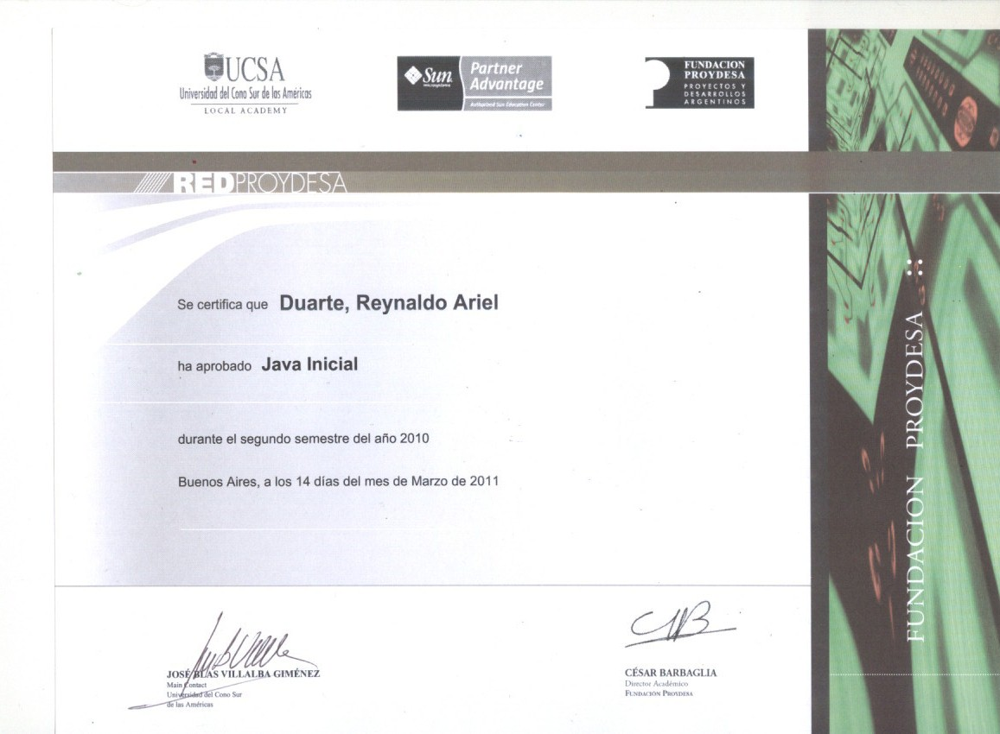 UCSA
Universidad del Cono Sur de las Américas
LOCAL ACADEMY
Sun
Partner
Advantage
Authorized Sun Education Center
FUNDACION
PROYDESA
PROYECTOS Y
DESARROLLOS
ARGENTINOS
REDPROYDESA
Se certifica que Duarte, Reynaldo Ariel
ha aprobado Java Inicial
durante el segundo semestre del año 2010
Buenos Aires, a los 14 días del mes de Marzo de 2011
FUNDACION PROYDESA
JOSÉ BLAS VILLALBA GIMÉNEZ
Main Contact
Universidad del Cono Sur
de las Américas
CÉSAR BARBAGLIA
Director Académico
FUNDACIÓN PROYDESA